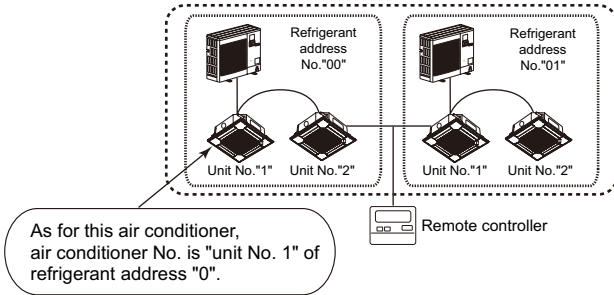 Refrigerant
address
No."00"
Refrigerant
address
No."01"
Unit No."1"
Unit No."2"
Unit No."1"
Unit No."2"
Remote controller
As for this air conditioner,
air conditioner No. is "unit No. 1" of
refrigerant address "0".